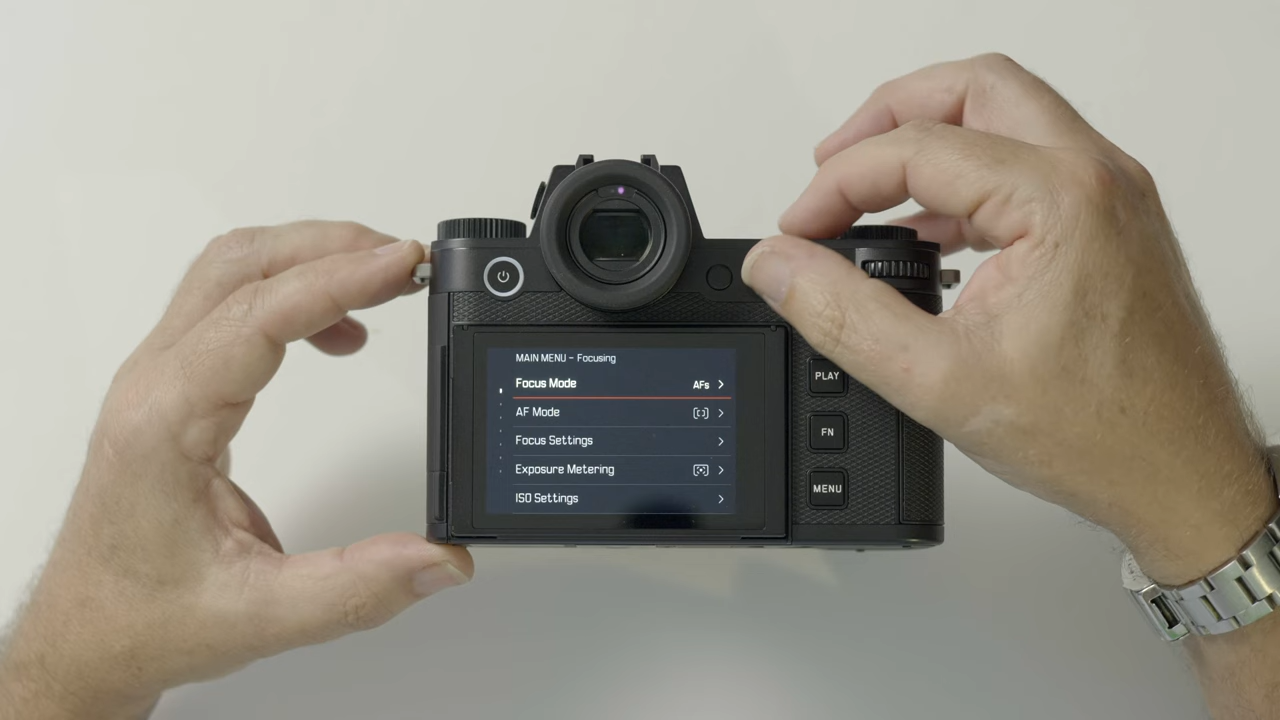 MAIN MENU - Focusing
Focus Mode AFs
AF Mode
Focus Settings
Exposure Metering
ISO Settings
PLAY
FN
MENU